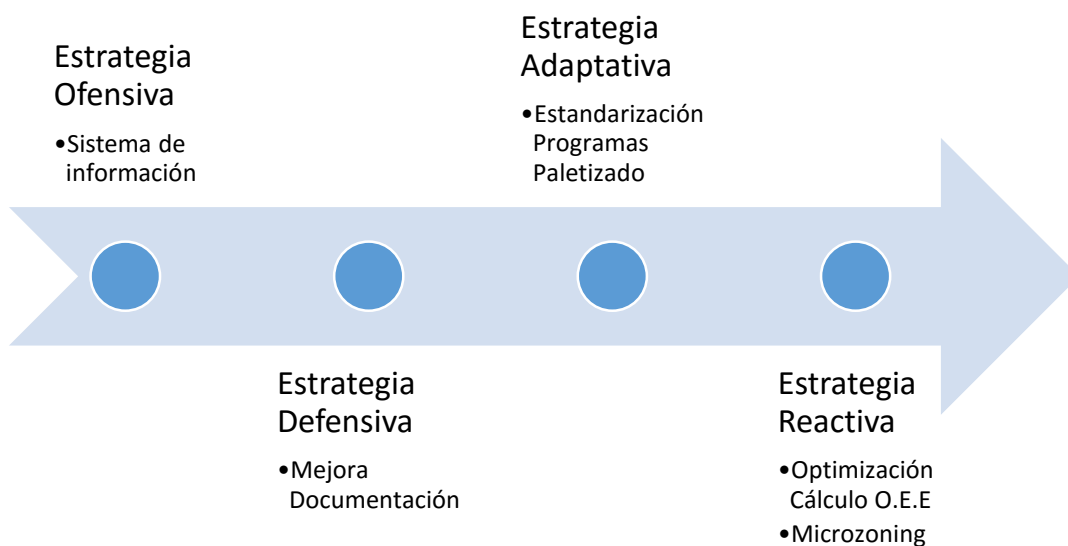 Estrategia
Ofensiva
•Sistema de
información
Estrategia
Defensiva
•Mejora
Documentación
Estrategia
Adaptativa
•Estandarización
Programas
Paletizado
Estrategia
Reactiva
•Optimización
Cálculo O.E.E
•Microzoning